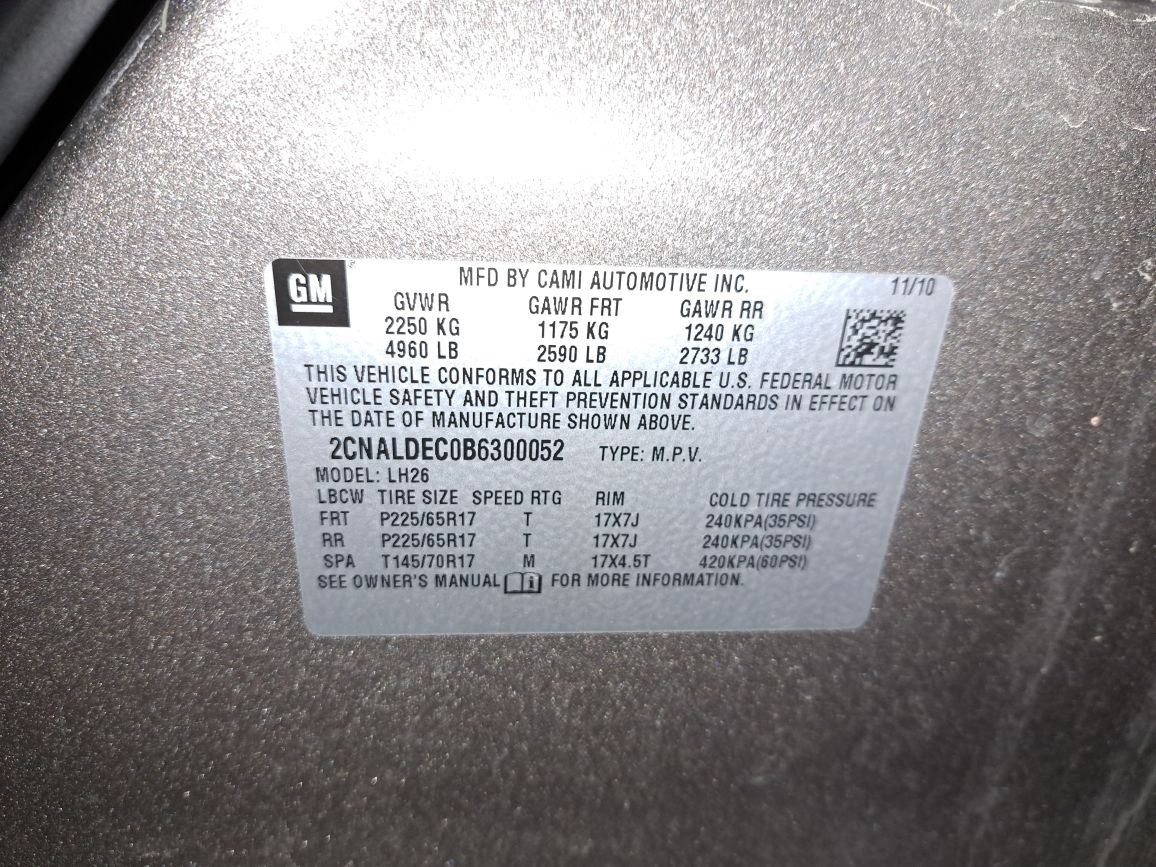 GM
MFD BY CAMI AUTOMOTIVE INC. 11/10
GVWR GAWR FRT GAWR RR
2250 KG 1175 KG 1240 KG
4960 LB 2590 LB 2733 LB
THIS VEHICLE CONFORMS TO ALL APPLICABLE U.S. FEDERAL MOTOR
VEHICLE SAFETY AND THEFT PREVENTION STANDARDS IN EFFECT ON
THE DATE OF MANUFACTURE SHOWN ABOVE.
2CNALDEC0B6300052 TYPE: M.P.V.
MODEL: LH26
LBCW TIRE SIZE SPEED RTG RIM COLD TIRE PRESSURE
FRT P225/65R17 T 17X7J 240KPA(35PSI)
RR P225/65R17 T 17X7J 240KPA(35PSI)
SPA T145/70R17 M 17X4.5T 420KPA(60PSI)
SEE OWNER'S MANUAL FOR MORE INFORMATION.